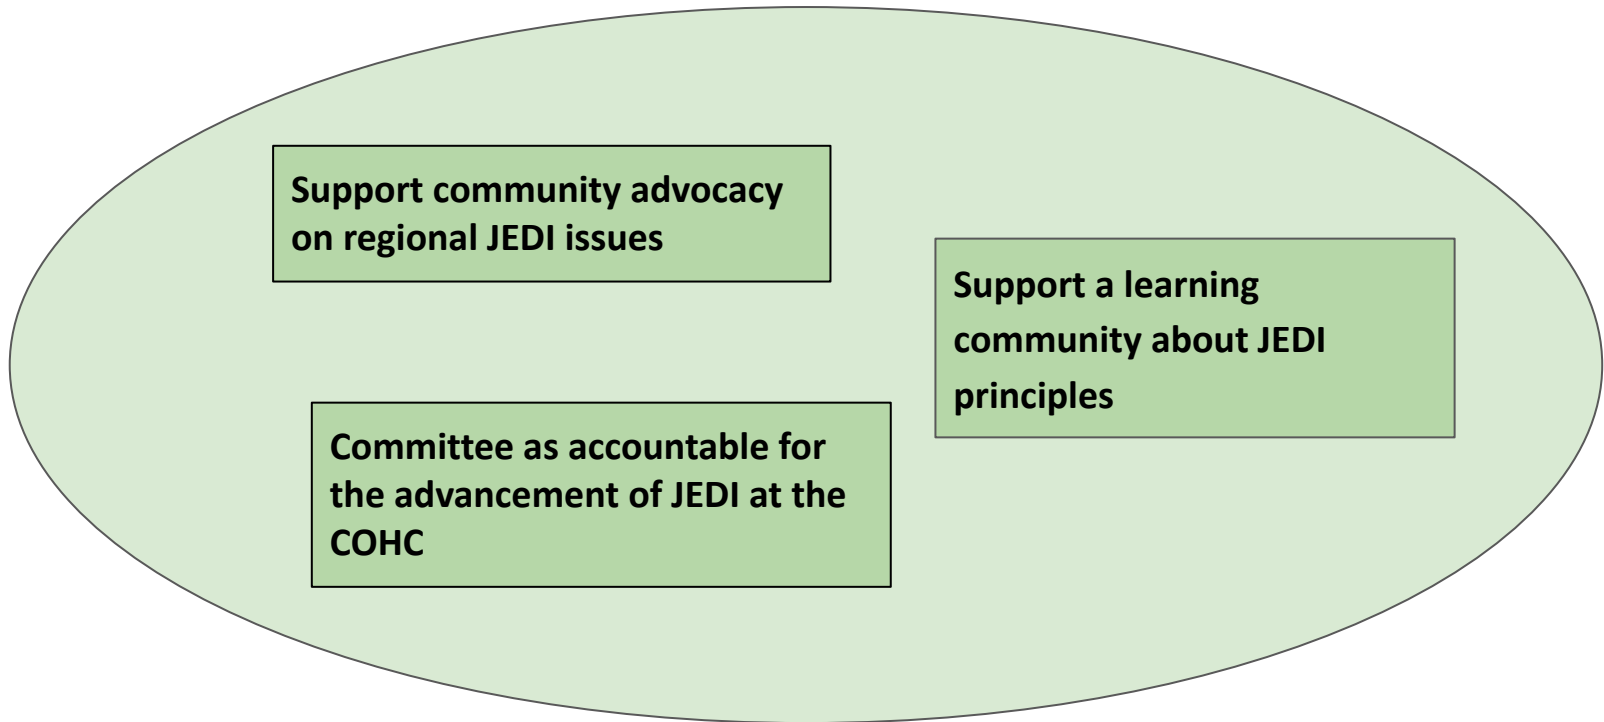 Support community advocacy
on regional JEDI issues
Support a learning
community about JEDI
principles
Committee as accountable for
the advancement of JEDI at the
COHC